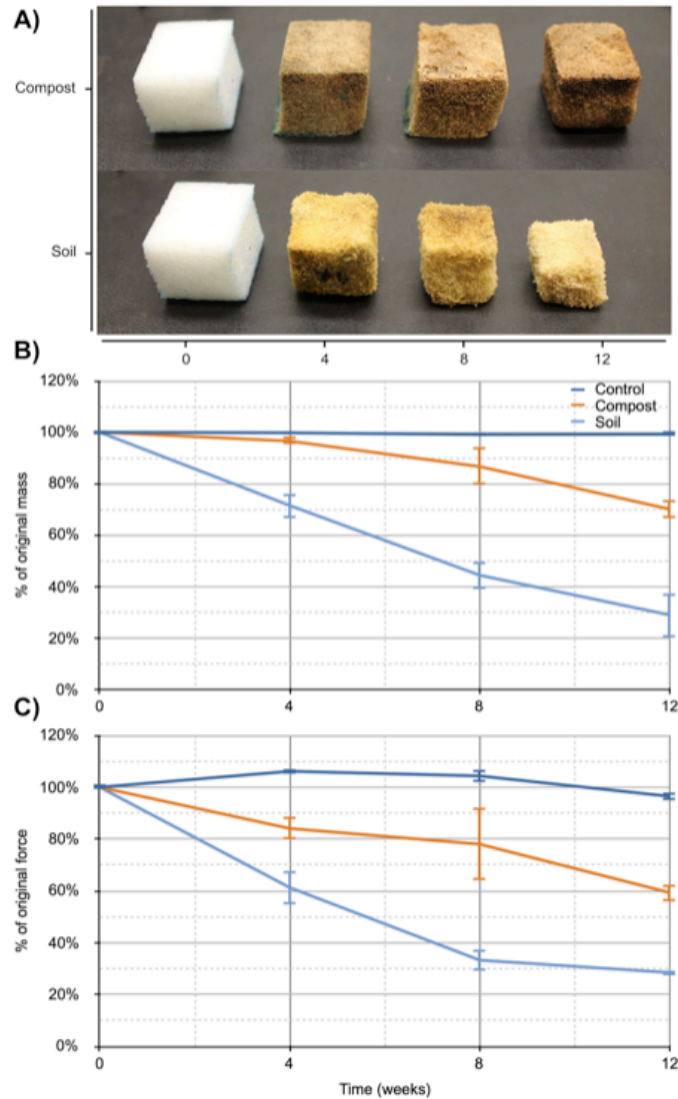 A)
Compost
Soil
0 4 8 12
B)
120%
100%
80%
60%
40%
20%
0%
% of original mass
Control
Compost
Soil
0 4 8 12
C)
120%
100%
80%
60%
40%
20%
0%
% of original force
0 4 8 12
Time (weeks)